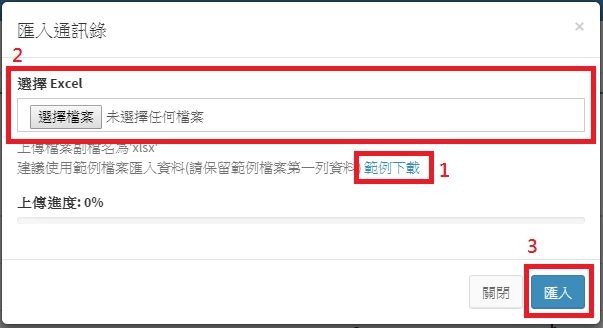 匯入通訊錄 ×
2
選擇 Excel
選擇檔案 未選擇任何檔案
上傳檔案副檔名為'xlsx'
建議使用範例檔案匯入資料(請保留範例檔案第一列資料) 範例下載 1
上傳進度: 0%
3
關閉 匯入